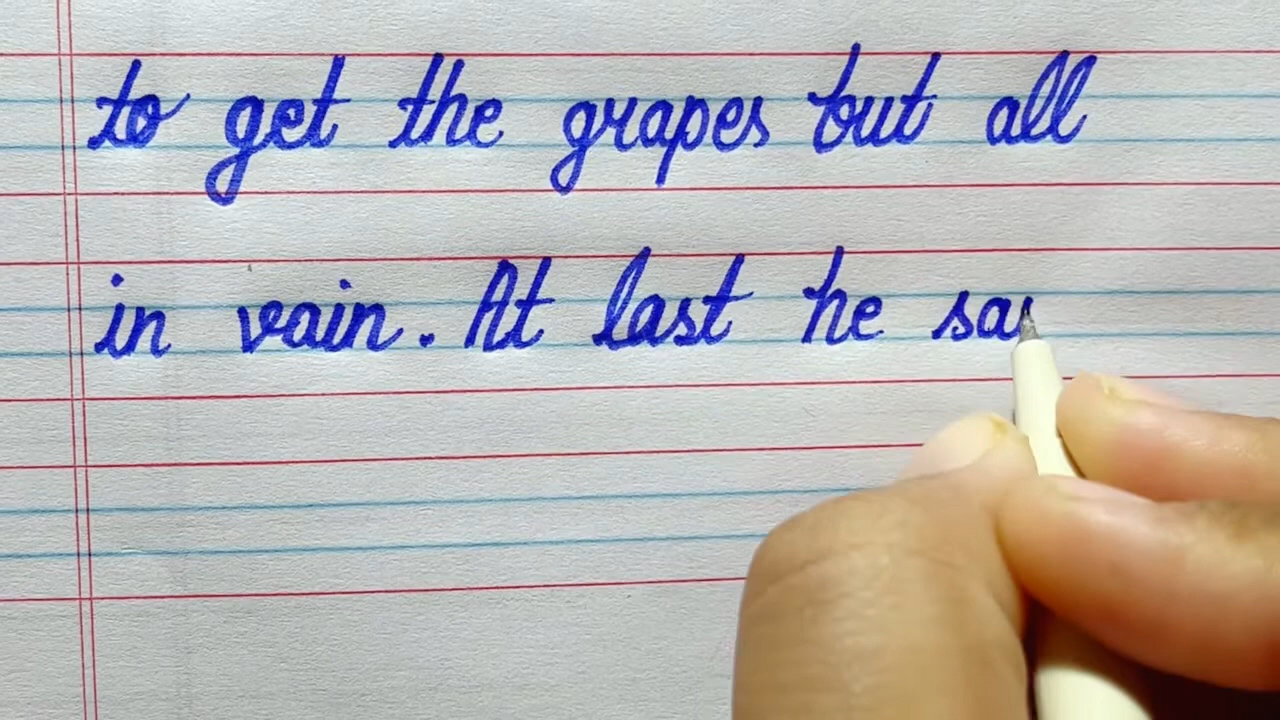 to get the grapes but all
in vain. At last he sa